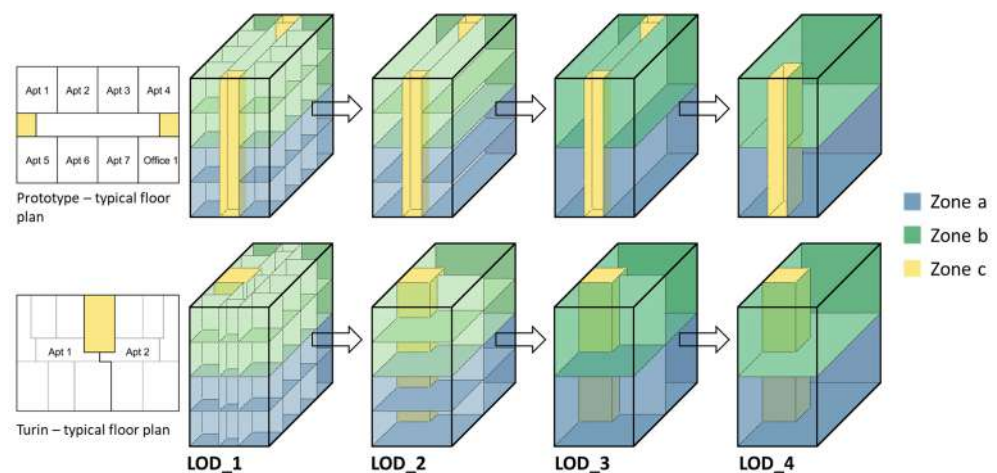 Apt 1 Apt 2 Apt 3 Apt 4
Apt 5 Apt 6 Apt 7 Office 1
Prototype – typical floor
plan
Zone a
Zone b
Zone c
Apt 1 Apt 2
Turin – typical floor plan
LOD_1 LOD_2 LOD_3 LOD_4